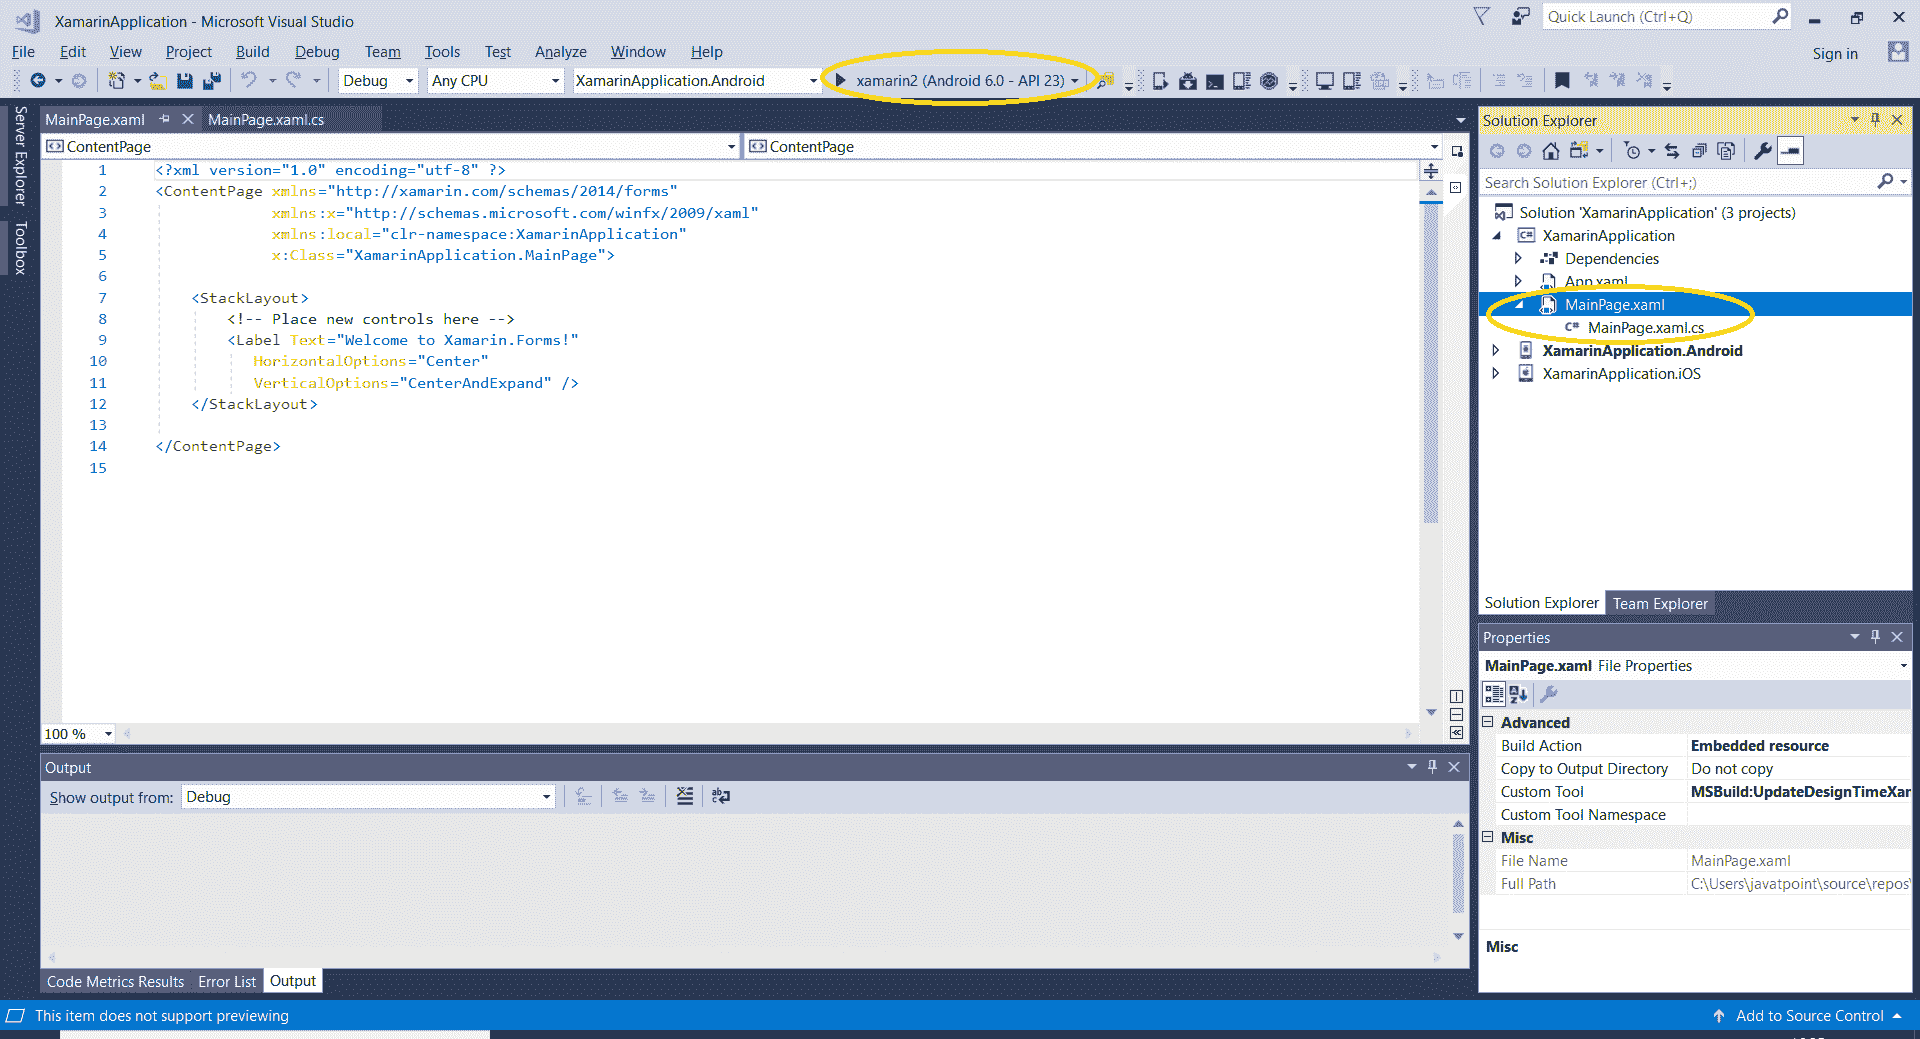 XamarinApplication - Microsoft Visual Studio
Quick Launch (Ctrl+Q)
File Edit View Project Build Debug Team Tools Test Analyze Window Help
Sign in
Debug Any CPU XamarinApplication.Android xamarin2 (Android 6.0 - API 23)
Server Explorer
Toolbox
MainPage.xaml MainPage.xaml.cs
ContentPage ContentPage
1 <?xml version="1.0" encoding="utf-8" ?>
2 <ContentPage xmlns="http://xamarin.com/schemas/2014/forms"
3 xmlns:x="http://schemas.microsoft.com/winfx/2009/xaml"
4 xmlns:local="clr-namespace:XamarinApplication"
5 x:Class="XamarinApplication.MainPage">
6
7 <StackLayout>
8 <!-- Place new controls here -->
9 <Label Text="Welcome to Xamarin.Forms!"
10 HorizontalOptions="Center"
11 VerticalOptions="CenterAndExpand" />
12 </StackLayout>
13
14 </ContentPage>
15
100 %
Output
Show output from: Debug
Code Metrics Results Error List Output
Solution Explorer
Search Solution Explorer (Ctrl+;)
Solution 'XamarinApplication' (3 projects)
C# XamarinApplication
Dependencies
App.xaml
MainPage.xaml
C# MainPage.xaml.cs
XamarinApplication.Android
XamarinApplication.iOS
Solution Explorer Team Explorer
Properties
MainPage.xaml File Properties
Advanced
Build Action Embedded resource
Copy to Output Directory Do not copy
Custom Tool MSBuild:UpdateDesignTimeXar
Custom Tool Namespace
Misc
File Name MainPage.xaml
Full Path C:\Users\javatpoint\source\repos\
Misc
This item does not support previewing
Add to Source Control